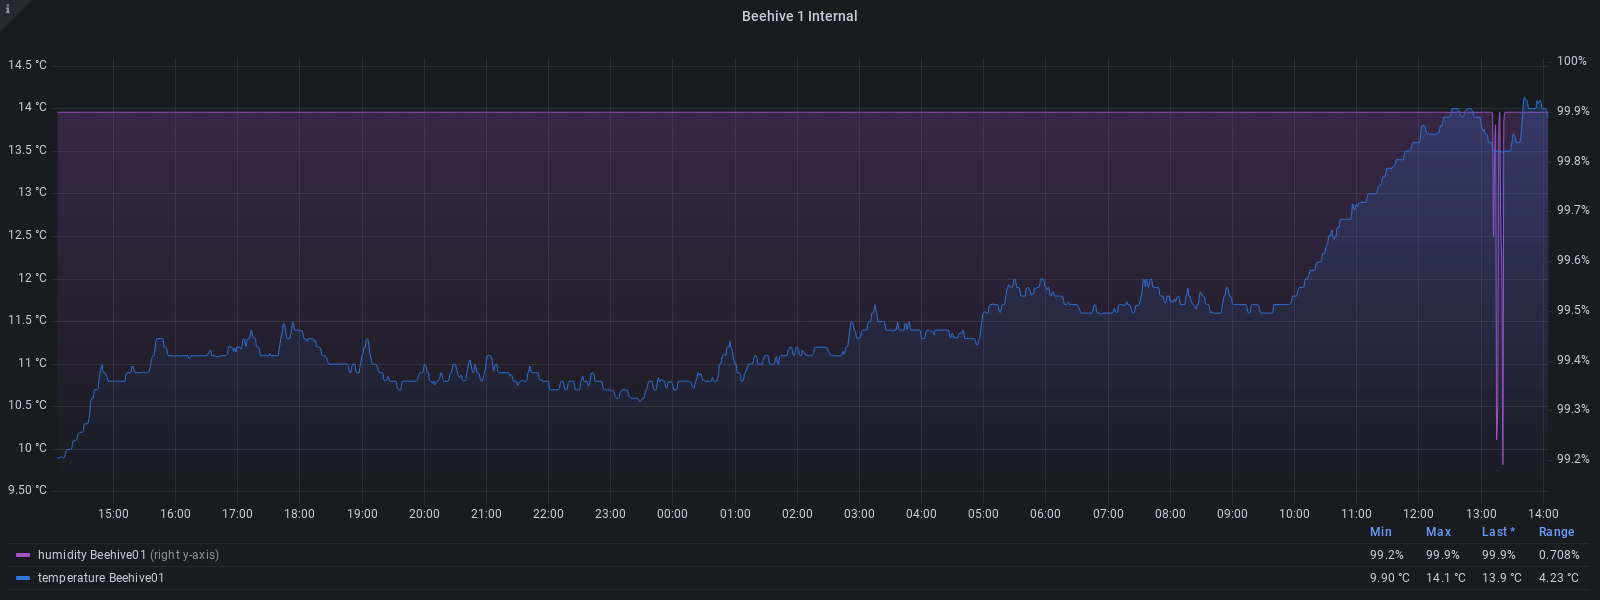 i
Beehive 1 Internal
14.5 °C
14 °C
13.5 °C
13 °C
12.5 °C
12 °C
11.5 °C
11 °C
10.5 °C
10 °C
9.50 °C
100%
99.9%
99.8%
99.7%
99.6%
99.5%
99.4%
99.3%
99.2%
15:00 16:00 17:00 18:00 19:00 20:00 21:00 22:00 23:00 00:00 01:00 02:00 03:00 04:00 05:00 06:00 07:00 08:00 09:00 10:00 11:00 12:00 13:00 14:00
Min Max Last * Range
humidity Beehive01 (right y-axis) 99.2% 99.9% 99.9% 0.708%
temperature Beehive01 9.90 °C 14.1 °C 13.9 °C 4.23 °C